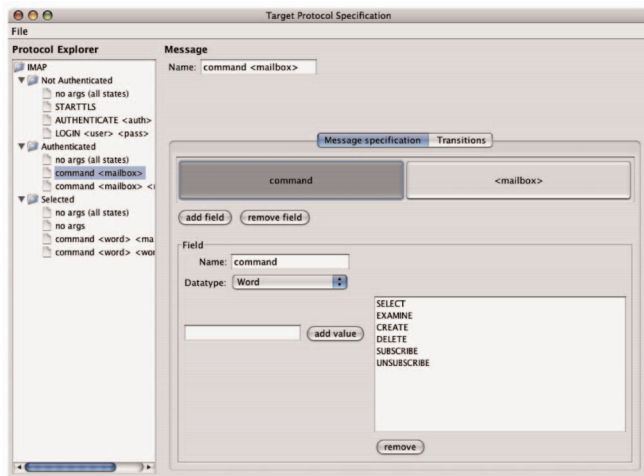 Target Protocol Specification
File
Protocol Explorer
IMAP
Not Authenticated
no args (all states)
STARTTLS
AUTHENTICATE <auth>
LOGIN <user> <pass>
Authenticated
no args (all states)
command <mailbox>
command <mailbox> <
Selected
no args (all states)
no args
command <word> <ma
command <word> <wor
Message
Name: command <mailbox>
Message specification Transitions
command <mailbox>
add field remove field
Field
Name: command
Datatype: Word
add value
SELECT
EXAMINE
CREATE
DELETE
SUBSCRIBE
UNSUBSCRIBE
remove